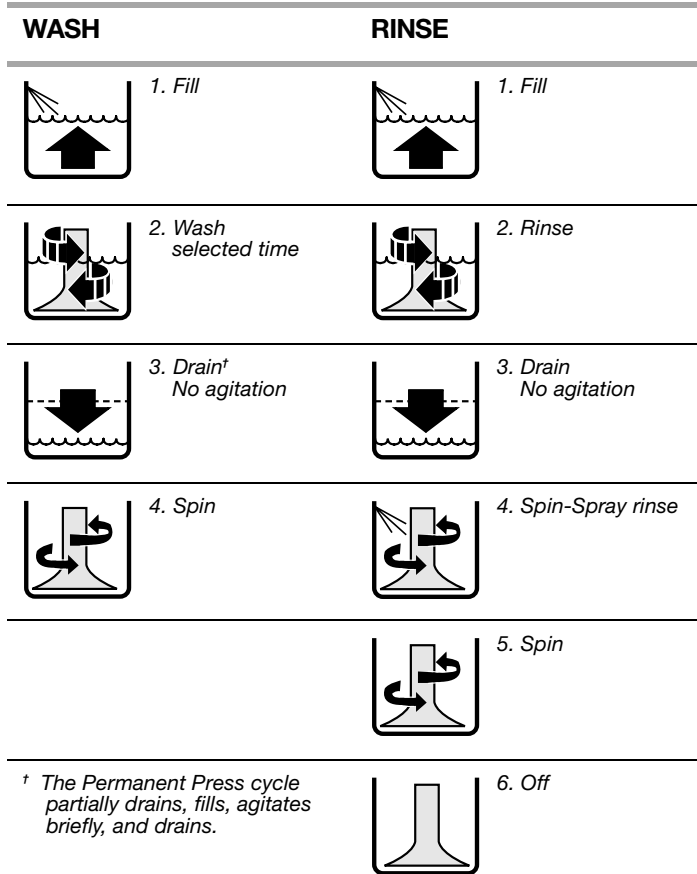 WASH
RINSE
1. Fill
1. Fill
2. Wash
selected time
2. Rinse
3. Drain†
No agitation
3. Drain
No agitation
4. Spin
4. Spin-Spray rinse
5. Spin
† The Permanent Press cycle
partially drains, fills, agitates
briefly, and drains.
6. Off